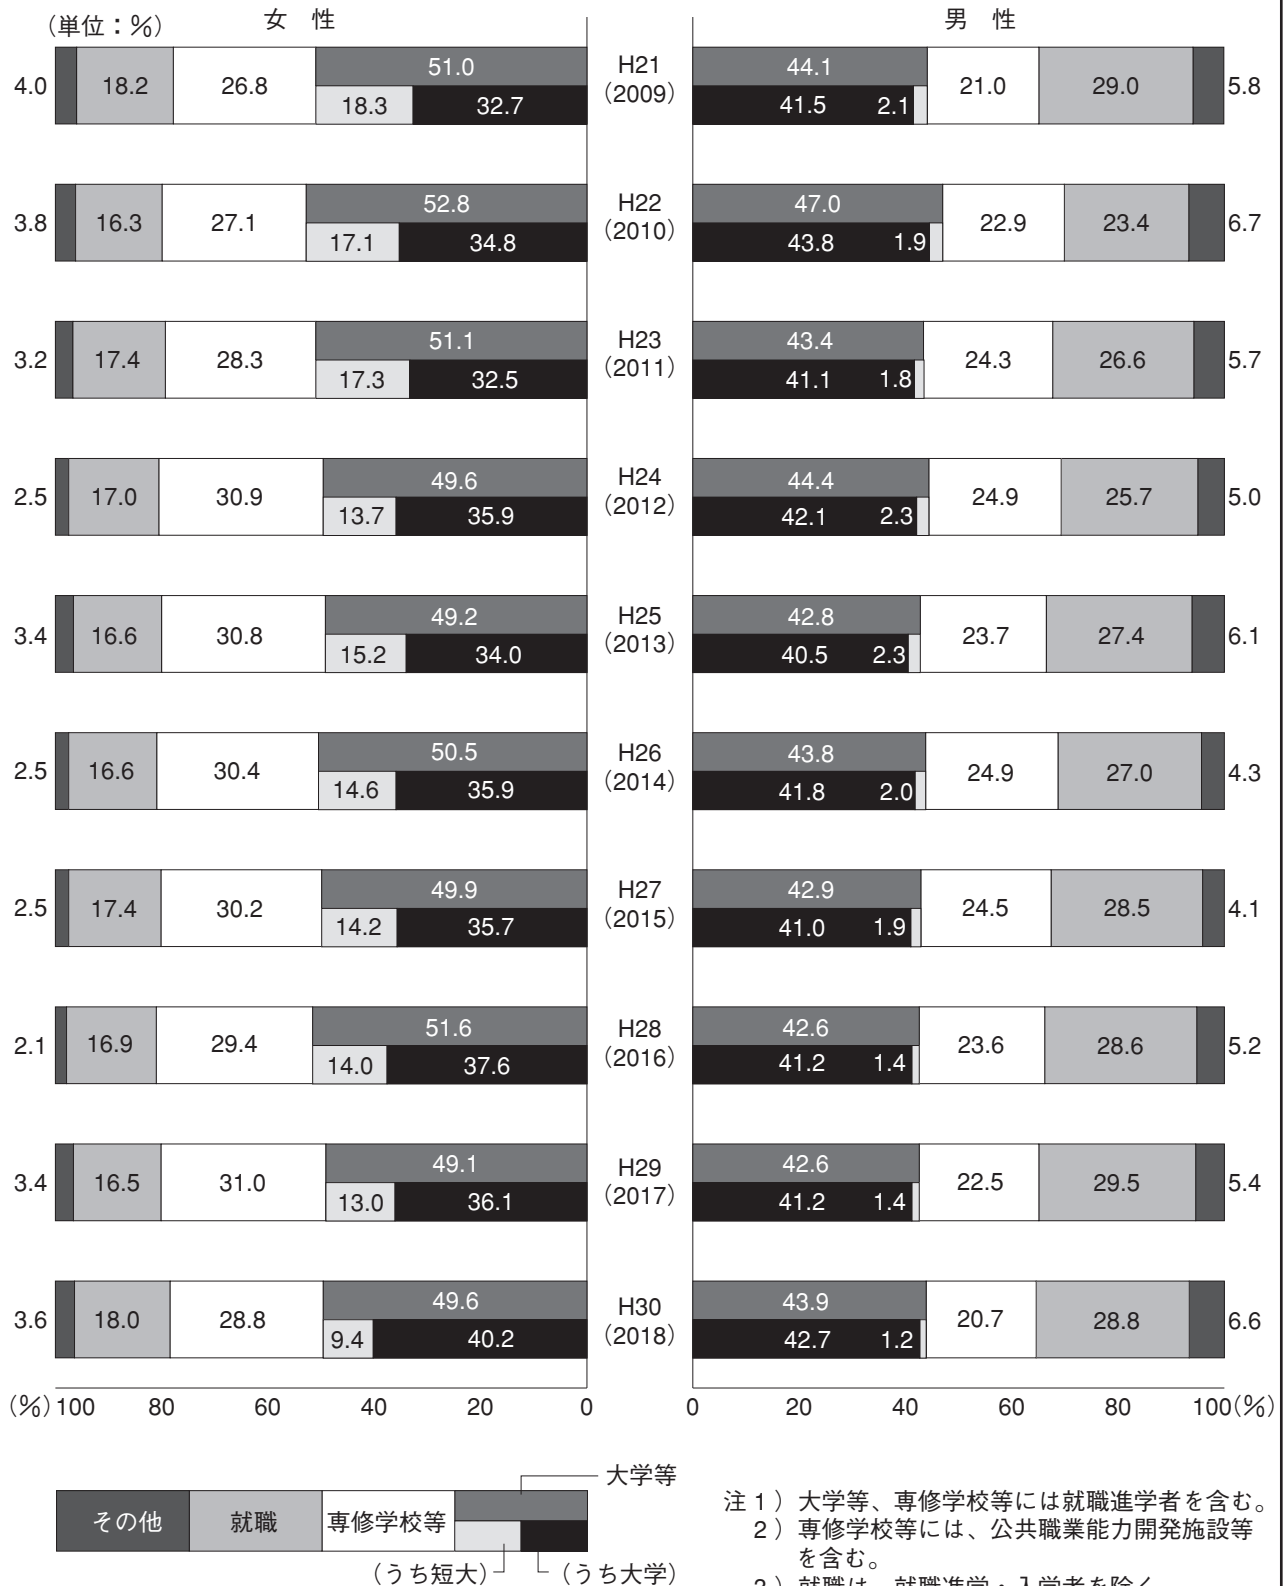 （単位：％）
女　性
男　性
4.0 18.2 26.8 51.0 H21 44.1 21.0 29.0 5.8
18.3 32.7 （2009） 41.5 2.1
3.8 16.3 27.1 52.8 H22 47.0 22.9 23.4 6.7
17.1 34.8 （2010） 43.8 1.9
3.2 17.4 28.3 51.1 H23 43.4 24.3 26.6 5.7
17.3 32.5 （2011） 41.1 1.8
2.5 17.0 30.9 49.6 H24 44.4 24.9 25.7 5.0
13.7 35.9 （2012） 42.1 2.3
3.4 16.6 30.8 49.2 H25 42.8 23.7 27.4 6.1
15.2 34.0 （2013） 40.5 2.3
2.5 16.6 30.4 50.5 H26 43.8 24.9 27.0 4.3
14.6 35.9 （2014） 41.8 2.0
2.5 17.4 30.2 49.9 H27 42.9 24.5 28.5 4.1
14.2 35.7 （2015） 41.0 1.9
2.1 16.9 29.4 51.6 H28 42.6 23.6 28.6 5.2
14.0 37.6 （2016） 41.2 1.4
3.4 16.5 31.0 49.1 H29 42.6 22.5 29.5 5.4
13.0 36.1 （2017） 41.2 1.4
3.6 18.0 28.8 49.6 H30 43.9 20.7 28.8 6.6
9.4 40.2 （2018） 42.7 1.2
（％）100 80 60 40 20 0 0 20 40 60 80 100（％）
大学等
その他 就職 専修学校等
（うち短大） （うち大学）
注１）大学等、専修学校等には就職進学者を含む。
２）専修学校等には、公共職業能力開発施設等
を含む。